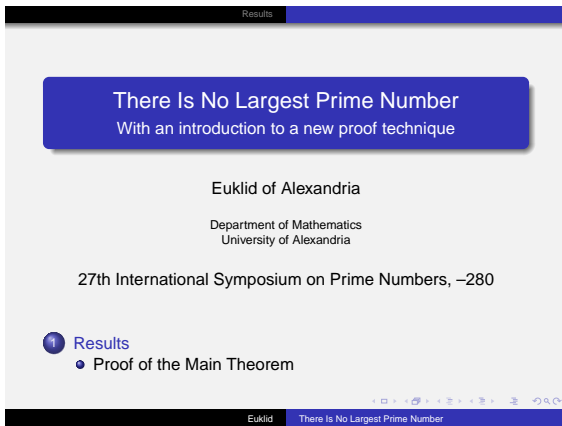 Results
There Is No Largest Prime Number
With an introduction to a new proof technique
Euklid of Alexandria
Department of Mathematics
University of Alexandria
27th International Symposium on Prime Numbers, –280
1 Results
Proof of the Main Theorem
Euklid There Is No Largest Prime Number